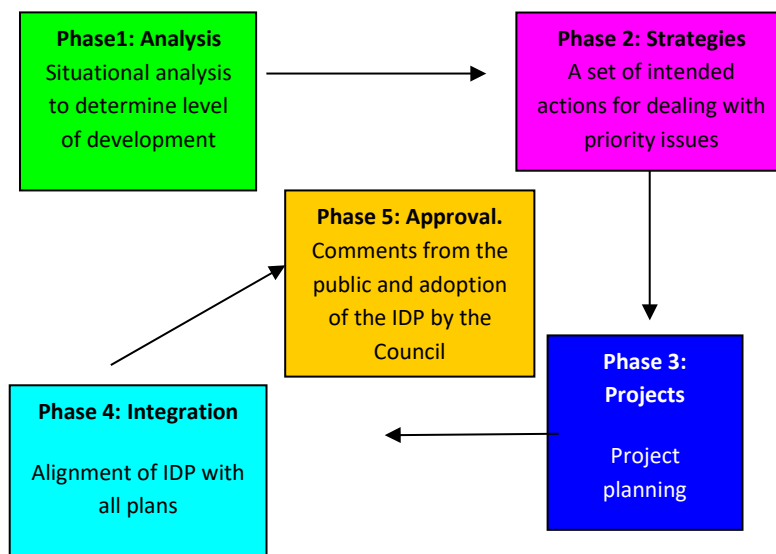 Phase1: Analysis
Situational analysis
to determine level
of development
Phase 2: Strategies
A set of intended
actions for dealing with
priority issues
Phase 5: Approval.
Comments from the
public and adoption
of the IDP by the
Council
Phase 3:
Projects
Project
planning
Phase 4: Integration
Alignment of IDP with
all plans